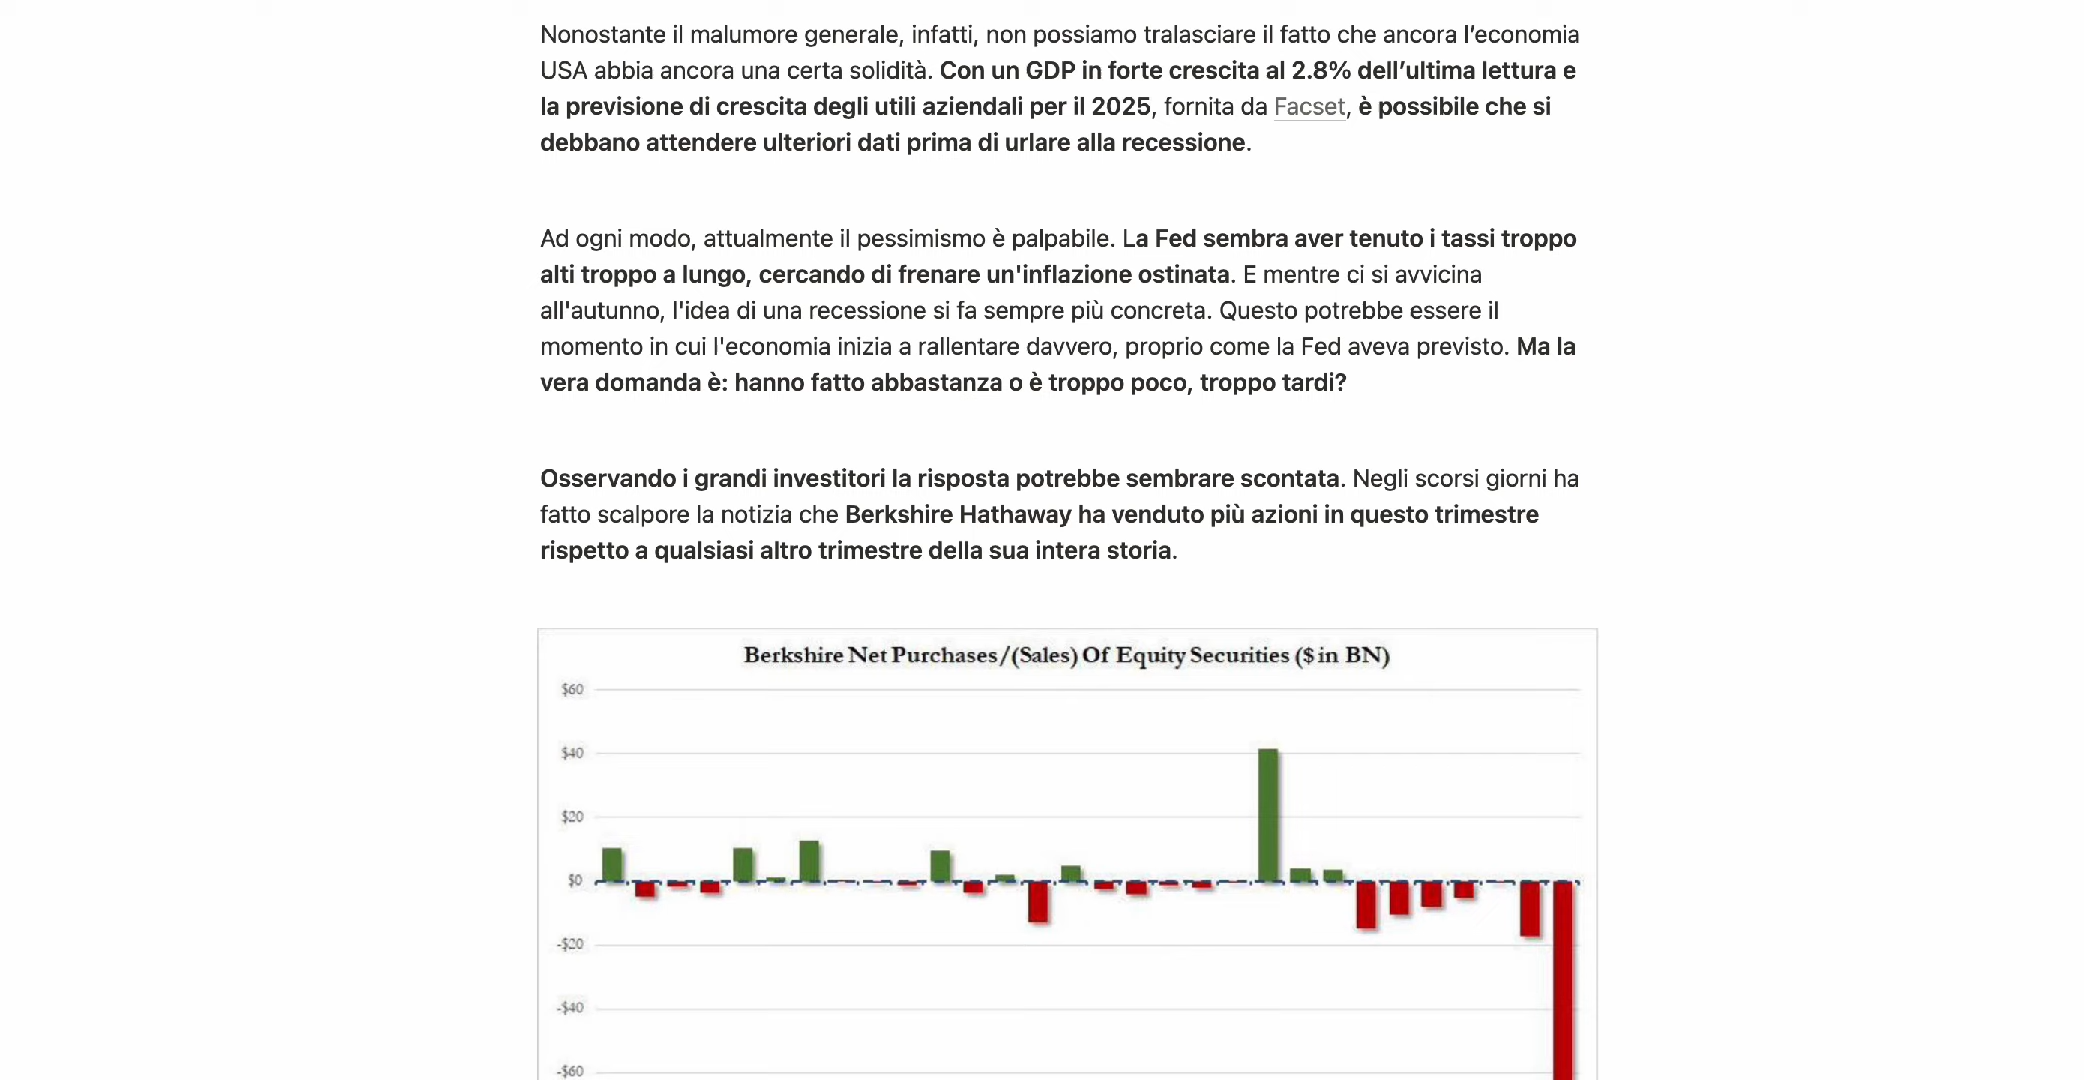 Nonostante il malumore generale, infatti, non possiamo tralasciare il fatto che ancora l’economia
USA abbia ancora una certa solidità. Con un GDP in forte crescita al 2.8% dell’ultima lettura e
la previsione di crescita degli utili aziendali per il 2025, fornita da Facset, è possibile che si
debbano attendere ulteriori dati prima di urlare alla recessione.
Ad ogni modo, attualmente il pessimismo è palpabile. La Fed sembra aver tenuto i tassi troppo
alti troppo a lungo, cercando di frenare un'inflazione ostinata. E mentre ci si avvicina
all'autunno, l'idea di una recessione si fa sempre più concreta. Questo potrebbe essere il
momento in cui l'economia inizia a rallentare davvero, proprio come la Fed aveva previsto. Ma la
vera domanda è: hanno fatto abbastanza o è troppo poco, troppo tardi?
Osservando i grandi investitori la risposta potrebbe sembrare scontata. Negli scorsi giorni ha
fatto scalpore la notizia che Berkshire Hathaway ha venduto più azioni in questo trimestre
rispetto a qualsiasi altro trimestre della sua intera storia.
Berkshire Net Purchases/(Sales) Of Equity Securities ($ in BN)
$60
$40
$20
$0
-$20
-$40
-$60